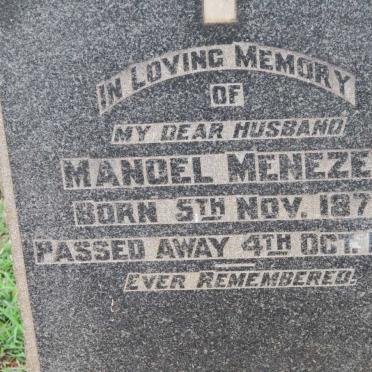 IN LOVING MEMORY
OF
MY DEAR HUSBAND
MANOEL MENEZE
BORN 5TH NOV. 187
PASSED AWAY 4TH OCT.
EVER REMEMBERED.